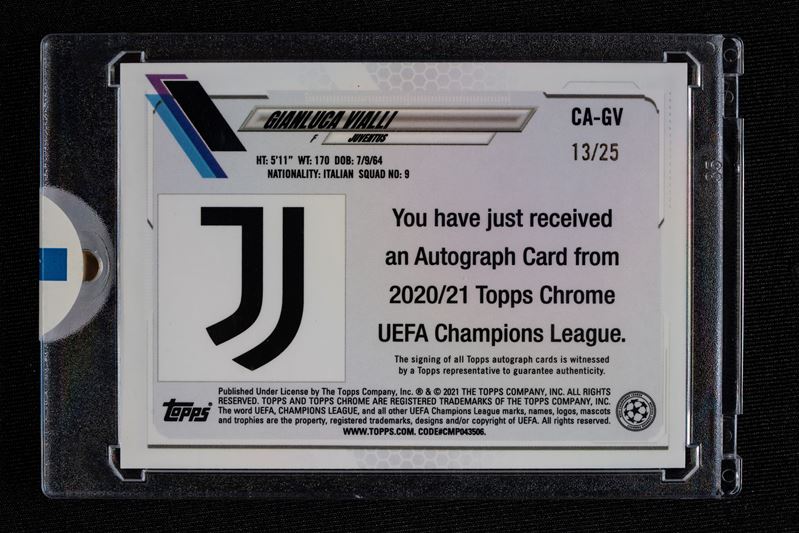 GIANLUCA VIALLI
F JUVENTUS
CA-GV
13/25
HT: 5'11" WT: 170 DOB: 7/9/64
NATIONALITY: ITALIAN SQUAD NO: 9
You have just received
an Autograph Card from
2020/21 Topps Chrome
UEFA Champions League.
The signing of all Topps autograph cards is witnessed
by a Topps representative to guarantee authenticity.
topps
Published Under License by The Topps Company, Inc. ® & © 2021 THE TOPPS COMPANY, INC. ALL RIGHTS
RESERVED. TOPPS AND TOPPS CHROME ARE REGISTERED TRADEMARKS OF THE TOPPS COMPANY, INC.
The word UEFA, CHAMPIONS LEAGUE, and all other UEFA Champions League marks, names, logos, mascots
and trophies are the property, registered trademarks, designs and/or copyright of UEFA. All rights reserved.
WWW.TOPPS.COM. CODE#CMP043506.